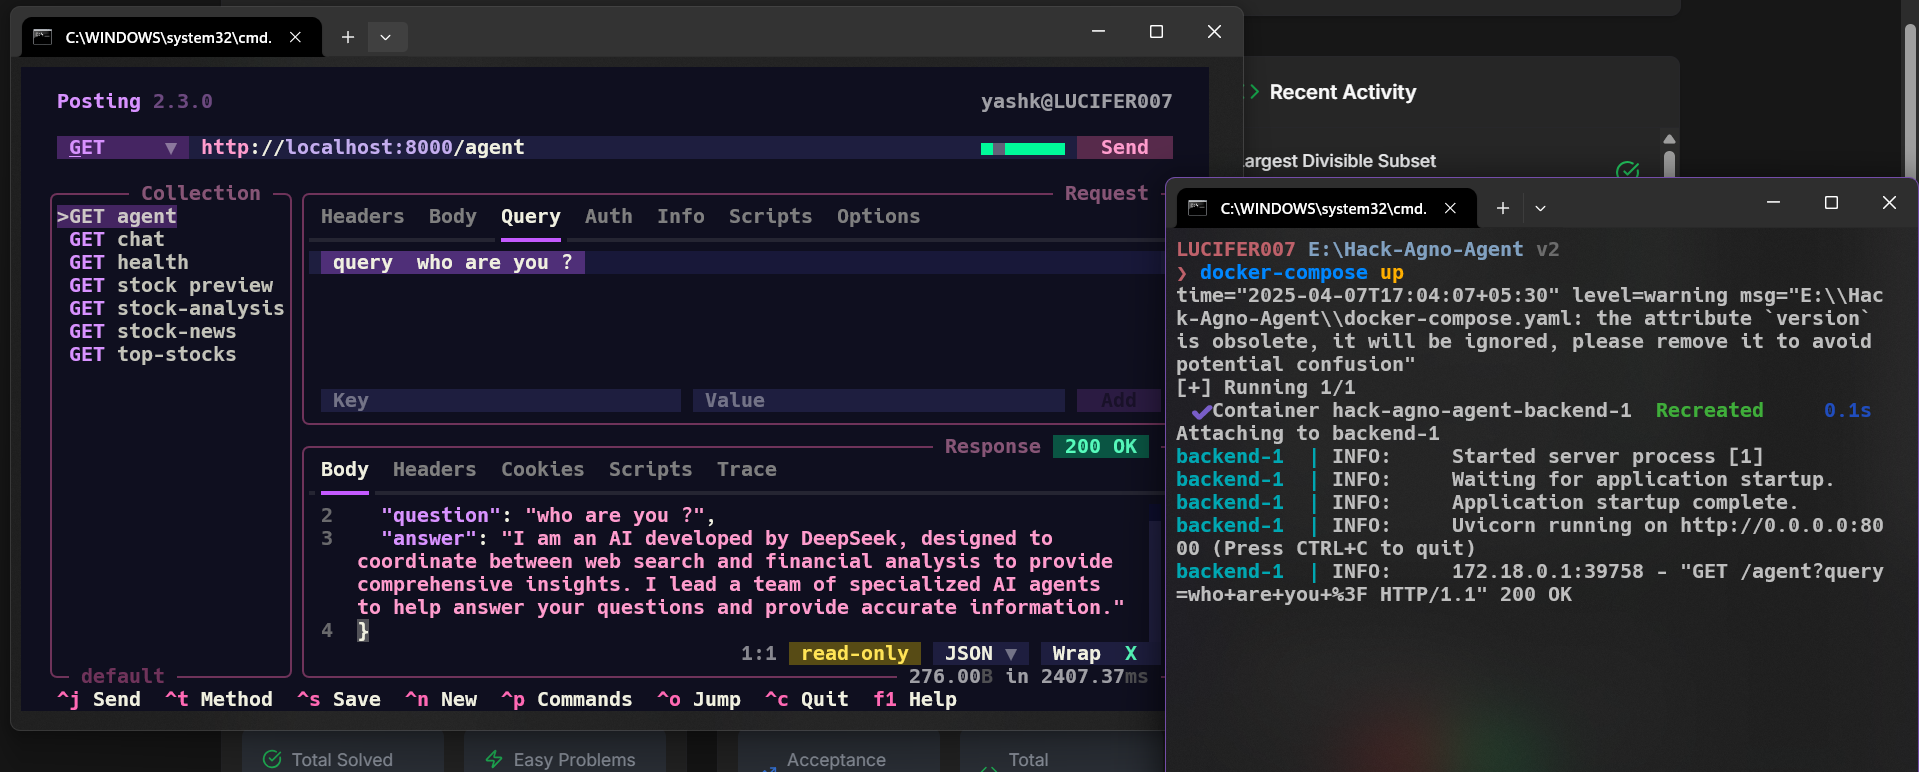 C:\WINDOWS\system32\cmd.
Posting 2.3.0
yashk@LUCIFER007
GET ▼ http://localhost:8000/agent
Send
Collection
>GET agent
GET chat
GET health
GET stock preview
GET stock-analysis
GET stock-news
GET top-stocks
default
Request
Headers Body Query Auth Info Scripts Options
query who are you ?
Key Value Add
Response 200 OK
Body Headers Cookies Scripts Trace
2 "question": "who are you ?",
3 "answer": "I am an AI developed by DeepSeek, designed to
coordinate between web search and financial analysis to provide
comprehensive insights. I lead a team of specialized AI agents
to help answer your questions and provide accurate information."
4 }
1:1 read-only JSON ▼ Wrap X
276.00B in 2407.37ms
^j Send ^t Method ^s Save ^n New ^p Commands ^o Jump ^c Quit f1 Help
Recent Activity
argest Divisible Subset
C:\WINDOWS\system32\cmd.
LUCIFER007 E:\Hack-Agno-Agent v2
❯ docker-compose up
time="2025-04-07T17:04:07+05:30" level=warning msg="E:\\Hac
k-Agno-Agent\\docker-compose.yaml: the attribute `version`
is obsolete, it will be ignored, please remove it to avoid
potential confusion"
[+] Running 1/1
✔Container hack-agno-agent-backend-1 Recreated 0.1s
Attaching to backend-1
backend-1 | INFO: Started server process [1]
backend-1 | INFO: Waiting for application startup.
backend-1 | INFO: Application startup complete.
backend-1 | INFO: Uvicorn running on http://0.0.0.0:80
00 (Press CTRL+C to quit)
backend-1 | INFO: 172.18.0.1:39758 - "GET /agent?query
=who+are+you+%3F HTTP/1.1" 200 OK
Total Solved
Easy Problems
Acceptance
Total